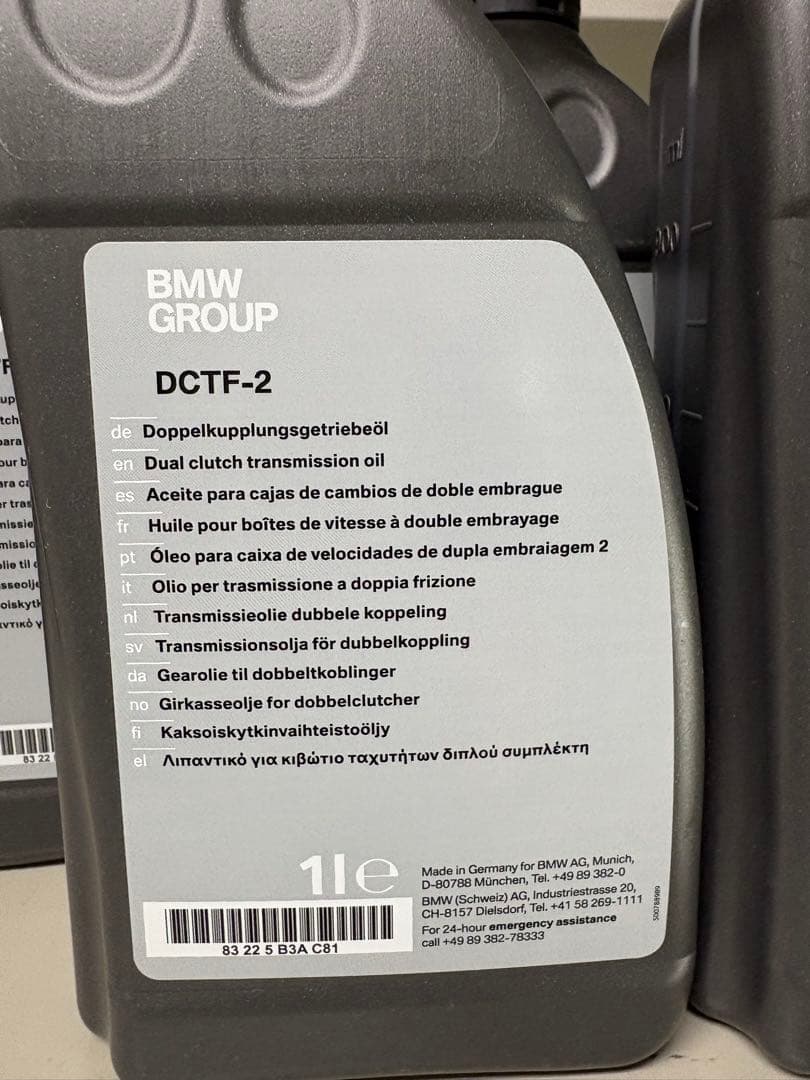 BMW
GROUP
DCTF-2
de Doppelkupplungsgetriebeöl
en Dual clutch transmission oil
es Aceite para cajas de cambios de doble embrague
fr Huile pour boîtes de vitesse à double embrayage
pt Óleo para caixa de velocidades de dupla embraiagem 2
it Olio per trasmissione a doppia frizione
nl Transmissieolie dubbele koppeling
sv Transmissionsolja för dubbelkoppling
da Gearolie til dobbeltkoblinger
no Girkasseolje for dobbelclutcher
fi Kaksoiskytkinvaihteistoöljy
el Λιπαντικό για κιβώτιο ταχυτήτων διπλού συμπλέκτη
1l e
83 22 5 B3A C81
Made in Germany for BMW AG, Munich,
D-80788 München, Tel. +49 89 382-0
BMW (Schweiz) AG, Industriestrasse 20,
CH-8157 Dielsdorf, Tel. +41 58 269-1111
For 24-hour emergency assistance
call +49 89 382-78333
83 22
ml